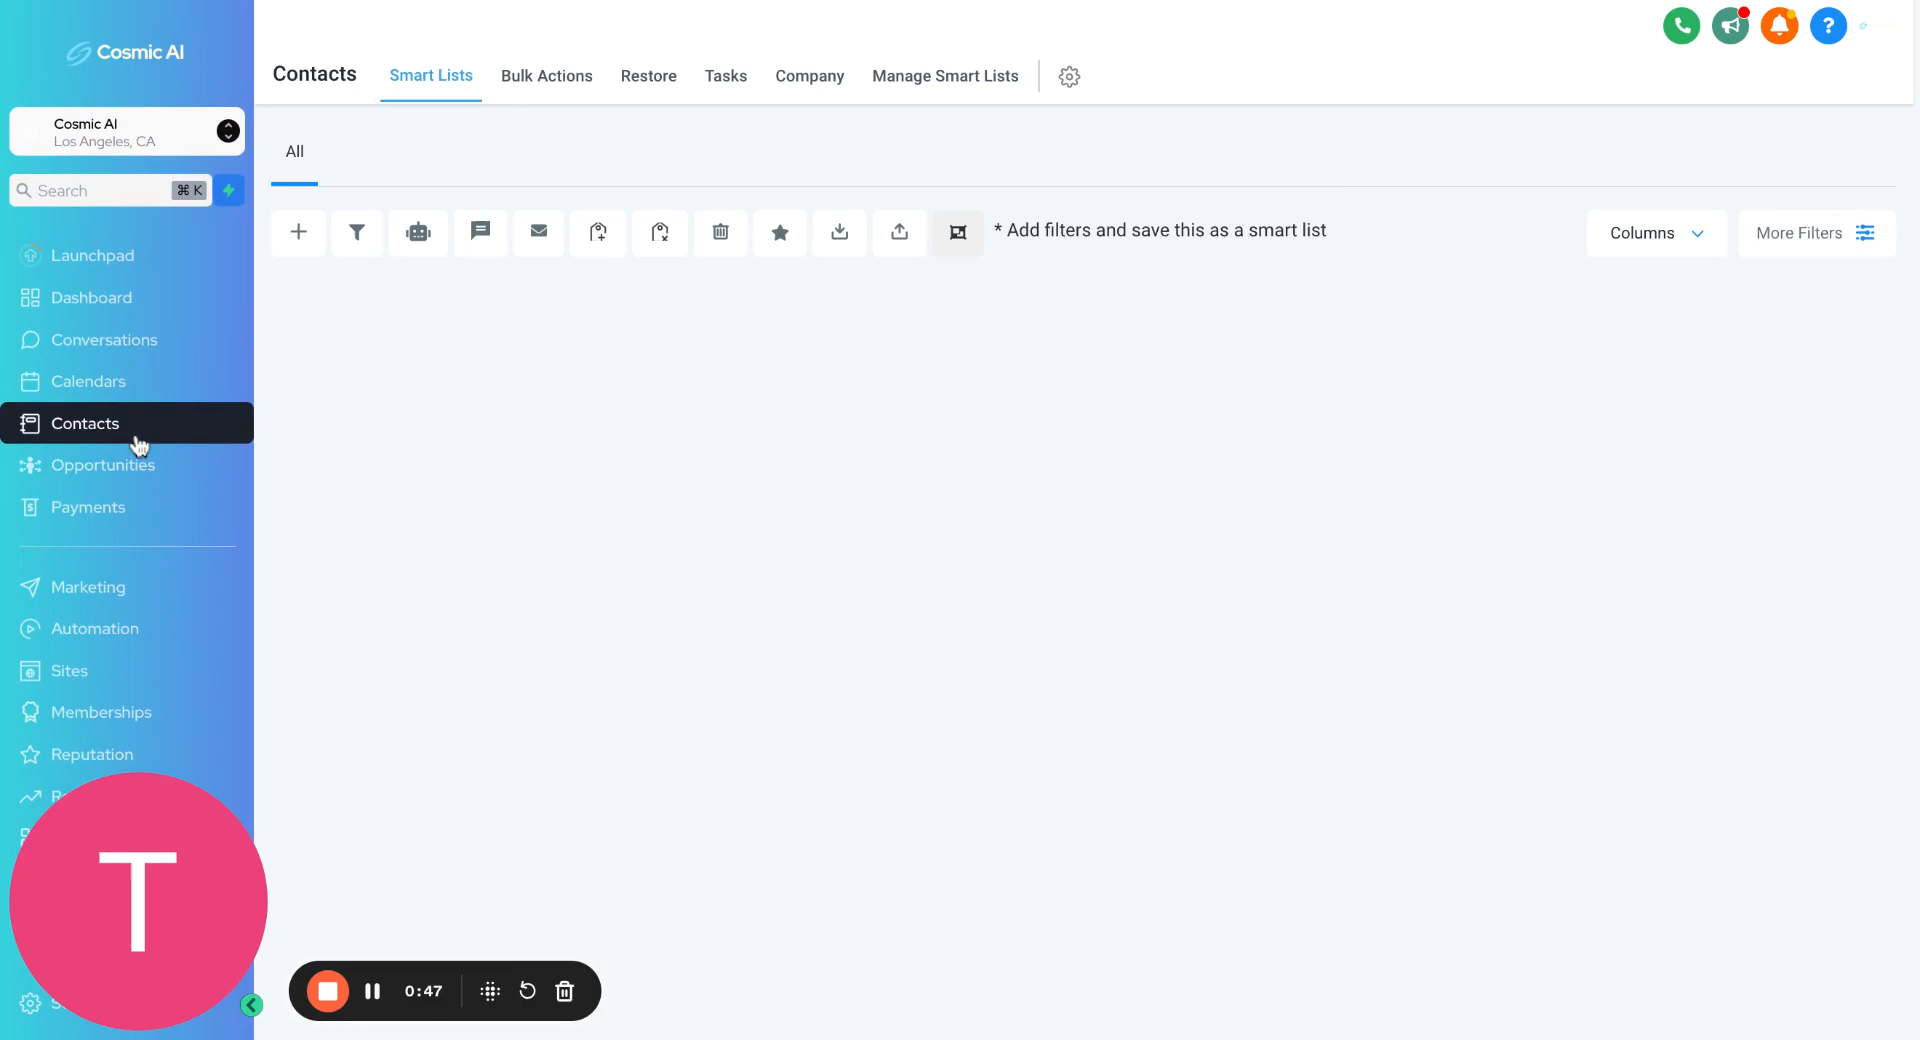 Cosmic AI
Cosmic AI
Los Angeles, CA
Search
⌘ K
Launchpad
Dashboard
Conversations
Calendars
Contacts
Opportunities
Payments
Marketing
Automation
Sites
Memberships
Reputation
T
Contacts
Smart Lists
Bulk Actions
Restore
Tasks
Company
Manage Smart Lists
?
All
* Add filters and save this as a smart list
Columns
More Filters
0:47